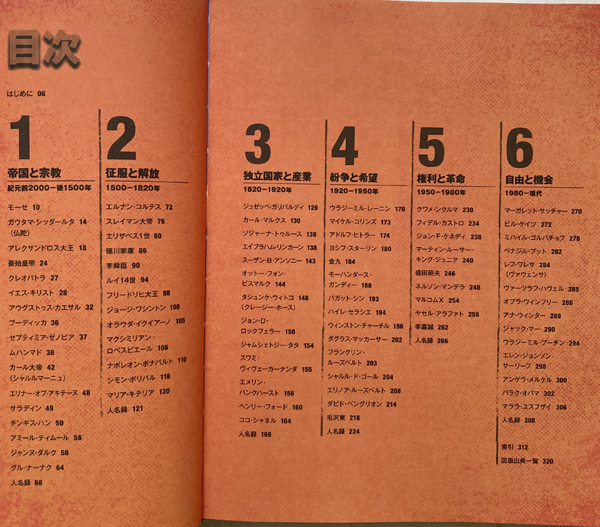 目次
はじめに 06
1
帝国と宗教
紀元前2000－後1500年
モーゼ 10
ガウタマ・シッダールタ 14
（仏陀）
アレクサンドロス大王 18
秦始皇帝 24
クレオパトラ 27
イエス・キリスト 28
アウグストゥス・カエサル 32
ブーディッカ 36
セプティミア・ゼノビア 37
ムハンマド 38
カール大帝 42
（シャルルマーニュ）
エリナー・オブ・アキテーヌ 48
サラディン 49
チンギス・ハン 50
アミール・ティムール 56
ジャンヌ・ダルク 58
グル・ナーナク 64
人名録 68
2
征服と解放
1500－1820年
エルナン・コルテス 72
スレイマン大帝 76
エリザベス1世 80
徳川家康 86
李舜臣 90
ルイ14世 94
フリードリヒ大王 98
ジョージ・ワシントン 100
オラウダ・イクイアーノ 105
マクシミリアン・
ロベスピエール 106
ナポレオン・ボナパルト 110
シモン・ボリバル 116
マリア・キテリア 120
人名録 121
3
独立国家と産業
1820－1920年
ジュゼッペ・ガリバルディ 126
カール・マルクス 130
ソジャーナ・トゥルース 136
エイブラハム・リンカーン 138
スーザン・B・アンソニー 143
オットー・フォン・
ビスマルク 144
タシュンケ・ウィトコ 148
（クレージー・ホース）
ジョン・D・
ロックフェラー 150
ジャムシェトジー・タタ 154
スワミ・
ヴィヴェーカーナンダ 155
エメリン・
パンクハースト 156
ヘンリー・フォード 160
ココ・シャネル 164
人名録 166
4
紛争と希望
1920－1950年
ウラジーミル・レーニン 170
マイケル・コリンズ 173
アドルフ・ヒトラー 174
ヨシフ・スターリン 180
金九 184
モーハンダース・
ガンディー 188
バガット・シン 193
ハイレ・セラシエ 194
ウィンストン・チャーチル 196
ダグラス・マッカーサー 202
フランクリン・
ルーズベルト 203
シャルル・ド・ゴール 204
エリノア・ルーズベルト 208
ダビド・ベングリオン 214
毛沢東 218
人名録 224
5
権利と革命
1950－1980年
クワメ・ンクルマ 230
フィデル・カストロ 234
ジョン・F・ケネディ 238
マーティン・ルーサー・
キング・ジュニア 240
盛田昭夫 246
ネルソン・マンデラ 248
マルコムX 254
ヤセル・アラファト 256
李嘉誠 262
人名録 266
6
自由と機会
1980－現代
マーガレット・サッチャー 270
ビル・ゲイツ 272
ミハイル・ゴルバチョフ 278
ベナジル・ブット 282
レフ・ワレサ 284
（ヴァウェンサ）
ヴァーツラフ・ハヴェル 285
オプラ・ウィンフリー 286
アナ・ウィンター 289
ジャック・マー 290
ウラジーミル・プーチン 294
エレン・ジョンソン・
サーリーフ 298
アンゲラ・メルケル 300
バラク・オバマ 302
マララ・ユスフザイ 306
人名録 308
索引 312
図版出典一覧 320